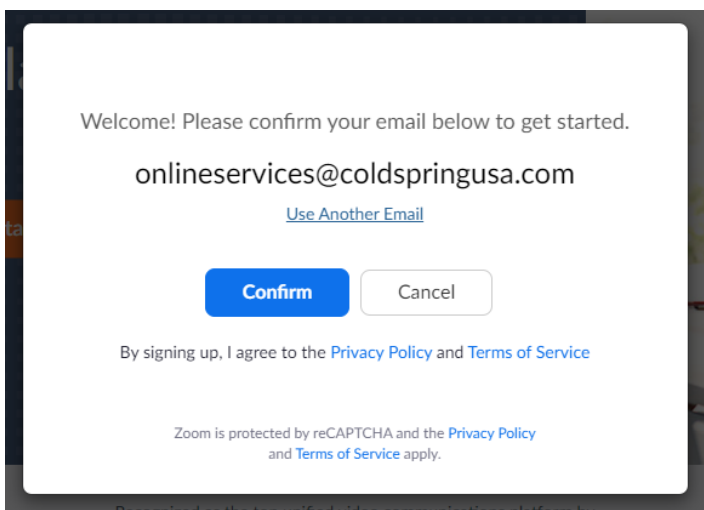 Welcome! Please confirm your email below to get started.
onlineservices@coldspringusa.com
Use Another Email
Confirm
Cancel
By signing up, I agree to the Privacy Policy and Terms of Service
Zoom is protected by reCAPTCHA and the Privacy Policy
and Terms of Service apply.